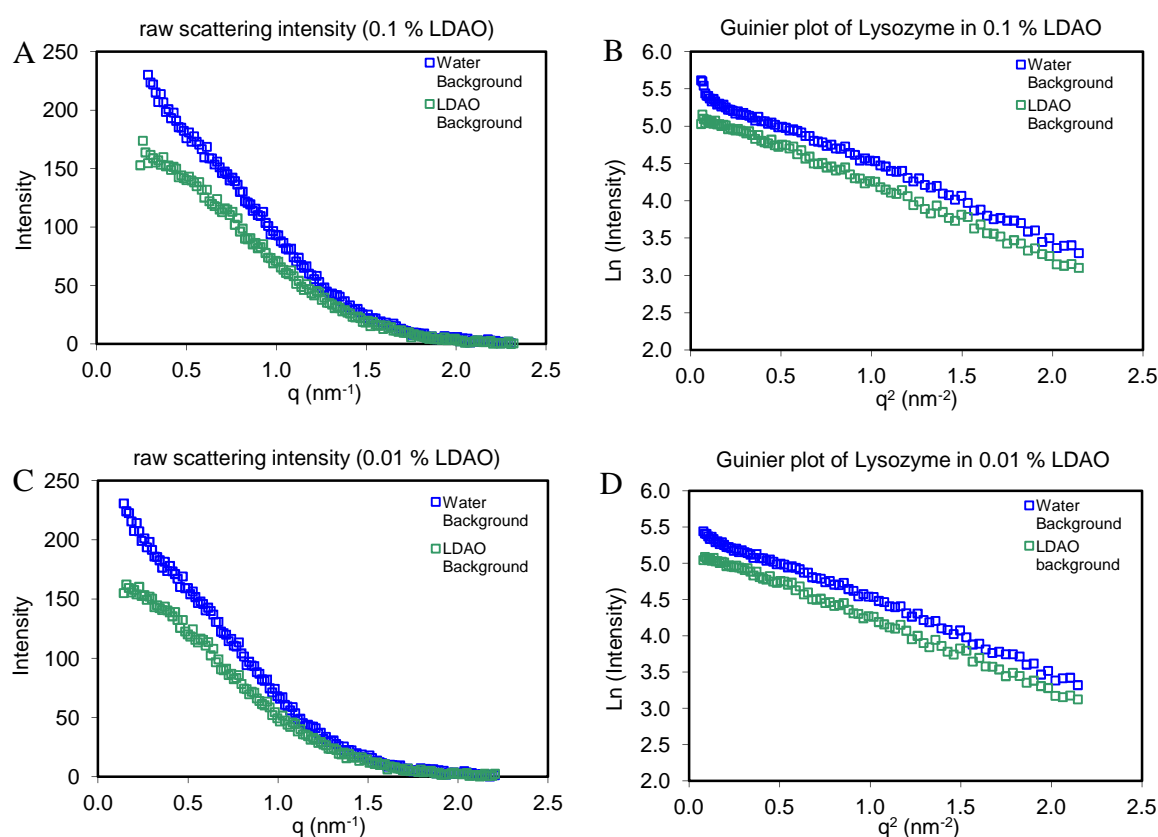 A
raw scattering intensity (0.1 % LDAO)
250
200
150
100
50
0
Intensity
Water
Background
LDAO
Background
0.0 0.5 1.0 1.5 2.0 2.5
q (nm-1)
B
Guinier plot of Lysozyme in 0.1 % LDAO
6.0
5.5
5.0
4.5
4.0
3.5
3.0
2.5
2.0
Ln (Intensity)
Water
Background
LDAO
Background
0.0 0.5 1.0 1.5 2.0 2.5
q2 (nm-2)
C
raw scattering intensity (0.01 % LDAO)
250
200
150
100
50
0
Intensity
Water
Background
LDAO
Background
0.0 0.5 1.0 1.5 2.0 2.5
q (nm-1)
D
Guinier plot of Lysozyme in 0.01 % LDAO
6.0
5.5
5.0
4.5
4.0
3.5
3.0
2.5
2.0
Ln (Intensity)
Water
Background
LDAO
background
0.0 0.5 1.0 1.5 2.0 2.5
q2 (nm-2)